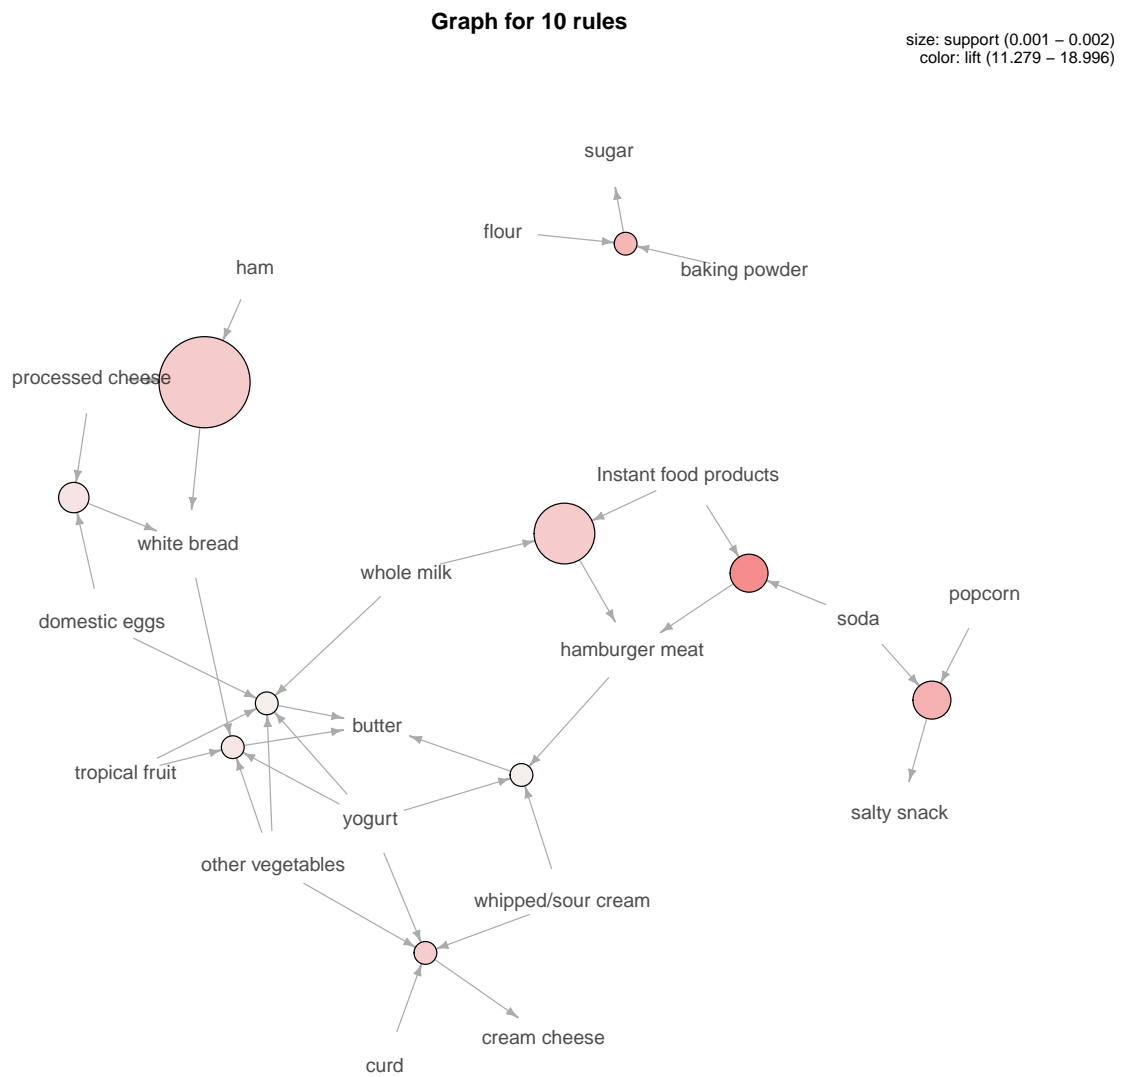 Graph for 10 rules
size: support (0.001 − 0.002)
color: lift (11.279 − 18.996)
sugar
flour
baking powder
ham
processed cheese
Instant food products
white bread
whole milk
popcorn
soda
domestic eggs
hamburger meat
butter
tropical fruit
yogurt
salty snack
other vegetables
whipped/sour cream
cream cheese
curd